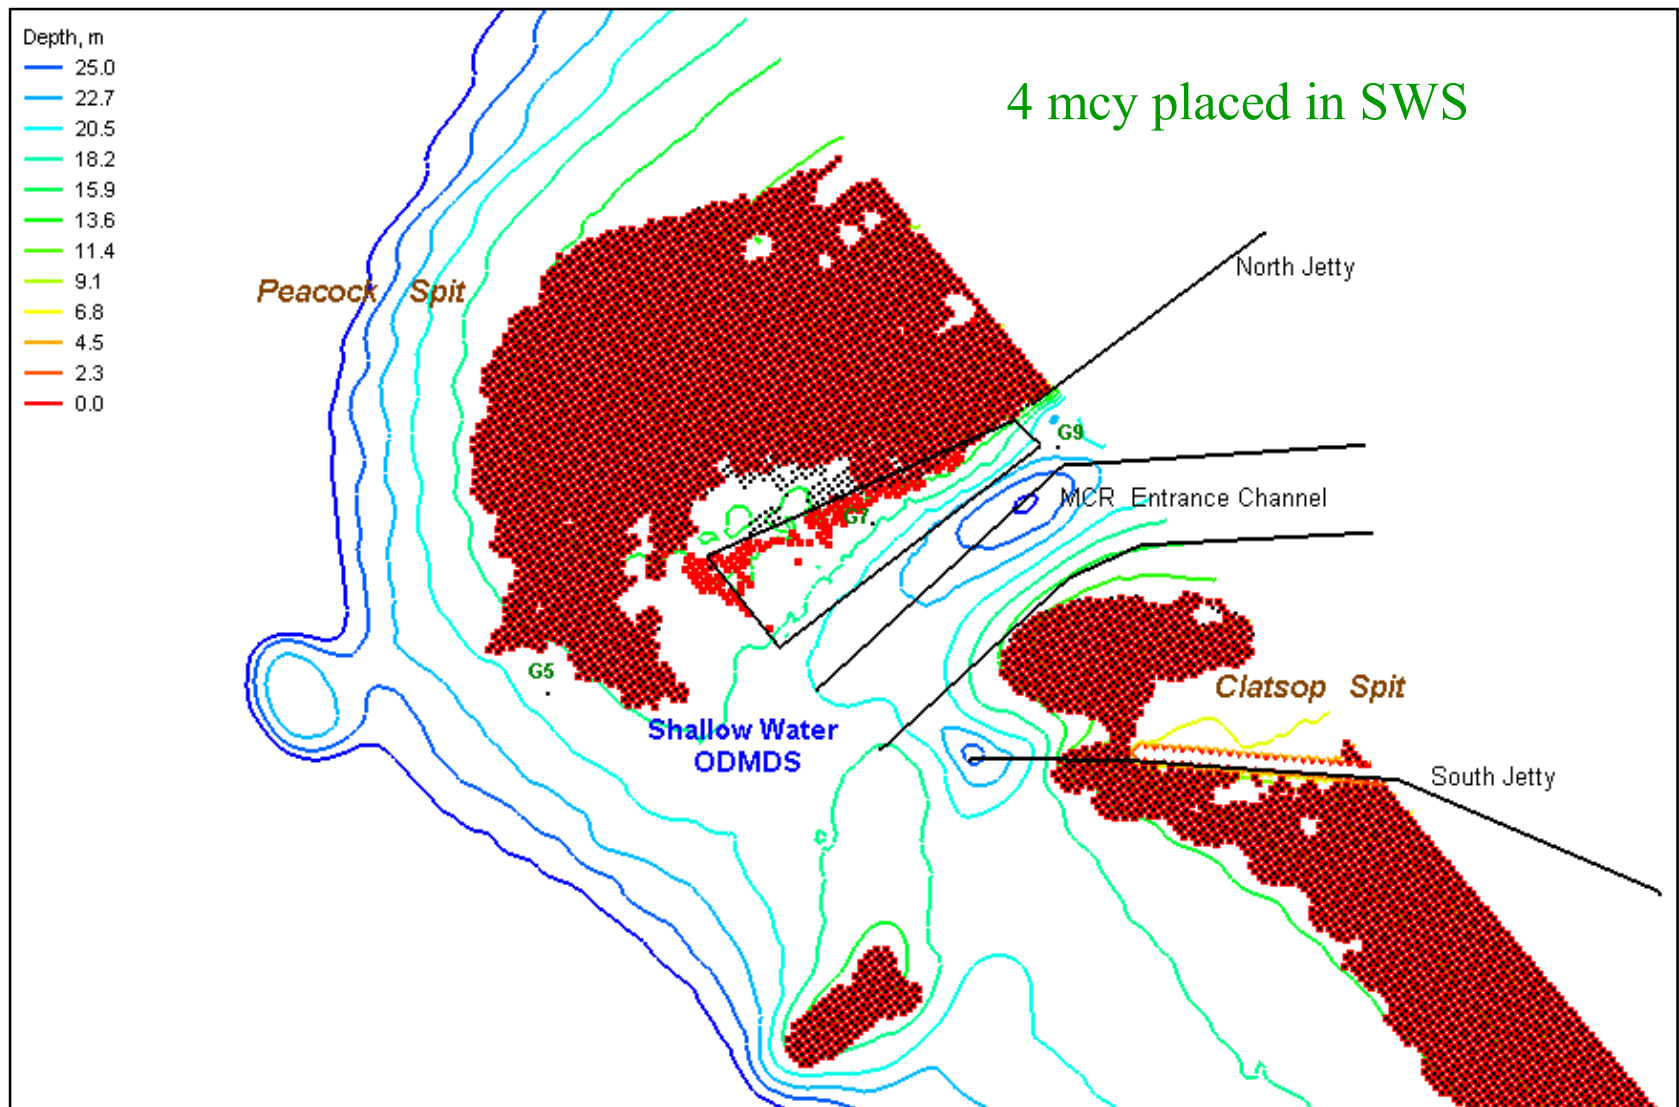 Depth, m
25.0
22.7
20.5
18.2
15.9
13.6
11.4
9.1
6.8
4.5
2.3
0.0
4 mcy placed in SWS
North Jetty
Peacock Spit
G9
MCR Entrance Channel
G7
G5
Clatsop Spit
Shallow Water
ODMDS
South Jetty